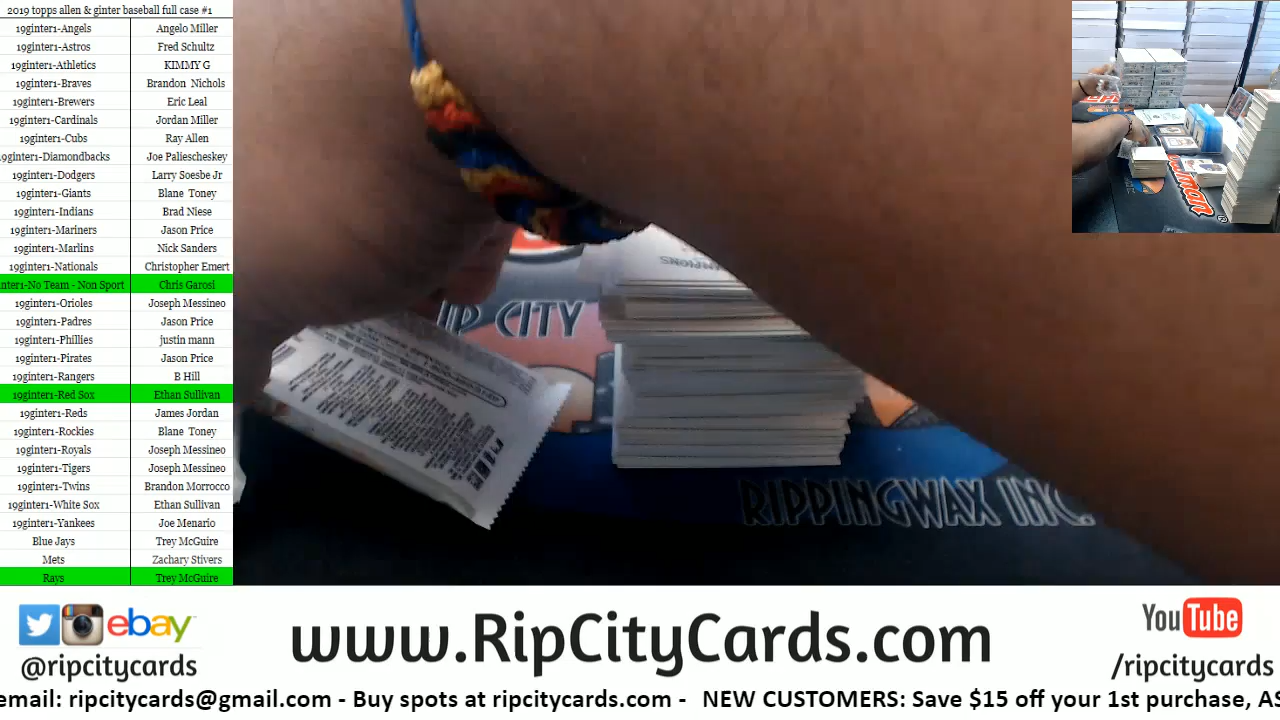 2019 topps allen & ginter baseball full case #1
19ginter1-Angels Angelo Miller
19ginter1-Astros Fred Schultz
19ginter1-Athletics KIMMY G
19ginter1-Braves Brandon Nichols
19ginter1-Brewers Eric Leal
19ginter1-Cardinals Jordan Miller
19ginter1-Cubs Ray Allen
9ginter1-Diamondbacks Joe Paliescheskey
19ginter1-Dodgers Larry Soesbe Jr
19ginter1-Giants Blane Toney
19ginter1-Indians Brad Niese
19ginter1-Mariners Jason Price
19ginter1-Marlins Nick Sanders
19ginter1-Nationals Christopher Emert
nter1-No Team - Non Sport Chris Garosi
19ginter1-Orioles Joseph Messineo
19ginter1-Padres Jason Price
19ginter1-Phillies justin mann
19ginter1-Pirates Jason Price
19ginter1-Rangers B Hill
19ginter1-Red Sox Ethan Sullivan
19ginter1-Reds James Jordan
19ginter1-Rockies Blane Toney
19ginter1-Royals Joseph Messineo
19ginter1-Tigers Joseph Messineo
19ginter1-Twins Brandon Morrocco
19ginter1-White Sox Ethan Sullivan
19ginter1-Yankees Joe Menario
Blue Jays Trey McGuire
Mets Zachary Stivers
Rays Trey McGuire
IP CITY
RIPPINGWAX INC.
ebay
@ripcitycards
www.RipCityCards.com
YouTube
/ripcitycards
email: ripcitycards@gmail.com - Buy spots at ripcitycards.com - NEW CUSTOMERS: Save $15 off your 1st purchase, AS